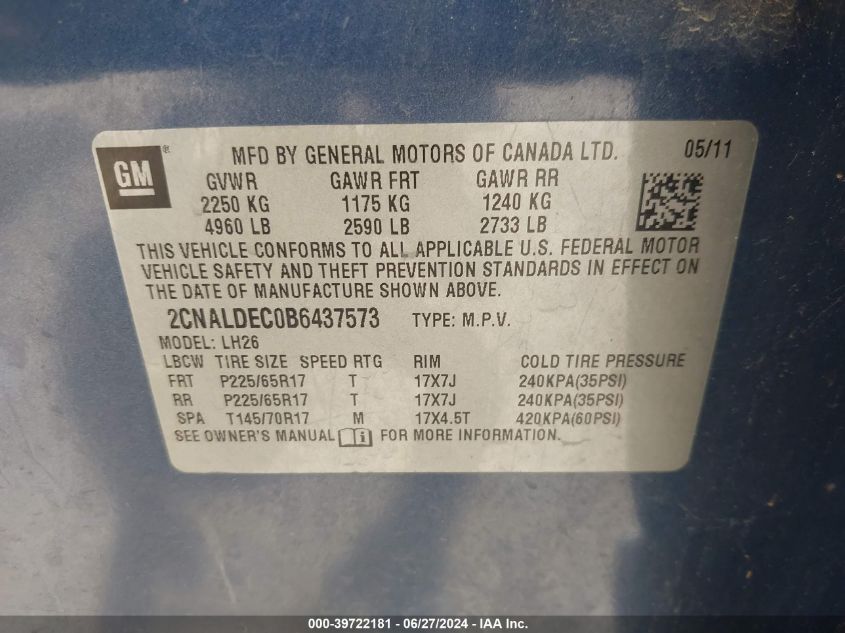 GM® MFD BY GENERAL MOTORS OF CANADA LTD. 05/11
GVWR GAWR FRT GAWR RR
2250 KG 1175 KG 1240 KG
4960 LB 2590 LB 2733 LB
THIS VEHICLE CONFORMS TO ALL APPLICABLE U.S. FEDERAL MOTOR
VEHICLE SAFETY AND THEFT PREVENTION STANDARDS IN EFFECT ON
THE DATE OF MANUFACTURE SHOWN ABOVE.
2CNALDEC0B6437573 TYPE: M.P.V.
MODEL: LH26
LBCW TIRE SIZE SPEED RTG RIM COLD TIRE PRESSURE
FRT P225/65R17 T 17X7J 240KPA(35PSI)
RR P225/65R17 T 17X7J 240KPA(35PSI)
SPA T145/70R17 M 17X4.5T 420KPA(60PSI)
SEE OWNER'S MANUAL i FOR MORE INFORMATION.
000-39722181 - 06/27/2024 - IAA Inc.